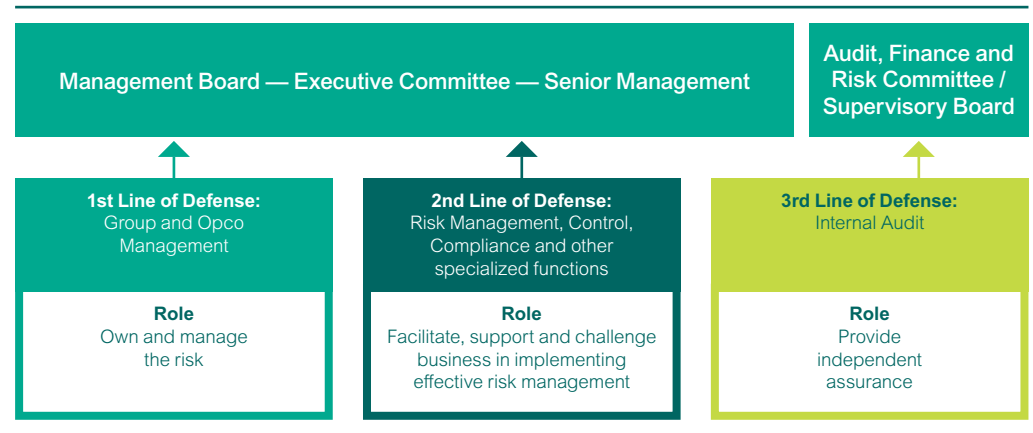 Management Board — Executive Committee — Senior Management
Audit, Finance and
Risk Committee /
Supervisory Board
1st Line of Defense:
Group and Opco
Management
Role
Own and manage
the risk
2nd Line of Defense:
Risk Management, Control,
Compliance and other
specialized functions
Role
Facilitate, support and challenge
business in implementing
effective risk management
3rd Line of Defense:
Internal Audit
Role
Provide
independent
assurance